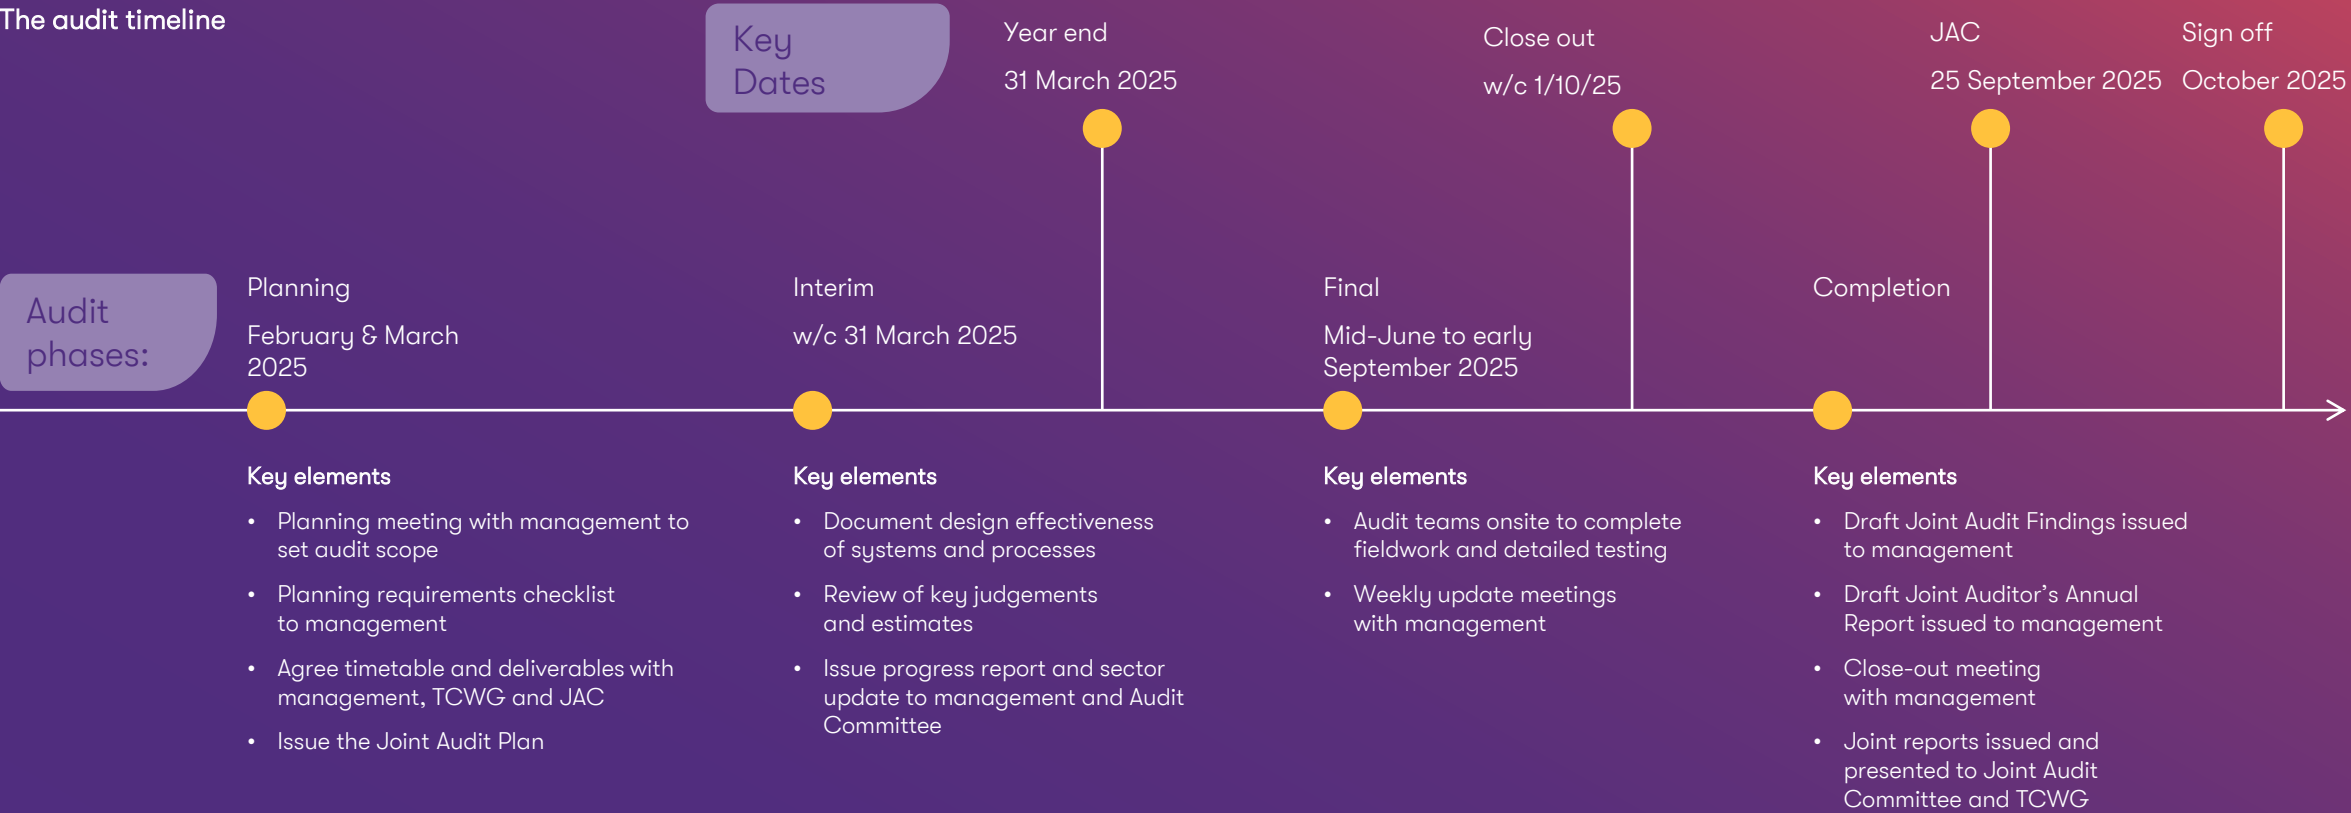 The audit timeline
Key
Dates
Year end
31 March 2025
Close out
w/c 1/10/25
JAC
25 September 2025
Sign off
October 2025
Audit
phases:
Planning
February & March
2025
Interim
w/c 31 March 2025
Final
Mid-June to early
September 2025
Completion
Key elements
• Planning meeting with management to
set audit scope
• Planning requirements checklist
to management
• Agree timetable and deliverables with
management, TCWG and JAC
• Issue the Joint Audit Plan
Key elements
• Document design effectiveness
of systems and processes
• Review of key judgements
and estimates
• Issue progress report and sector
update to management and Audit
Committee
Key elements
• Audit teams onsite to complete
fieldwork and detailed testing
• Weekly update meetings
with management
Key elements
• Draft Joint Audit Findings issued
to management
• Draft Joint Auditor’s Annual
Report issued to management
• Close-out meeting
with management
• Joint reports issued and
presented to Joint Audit
Committee and TCWG